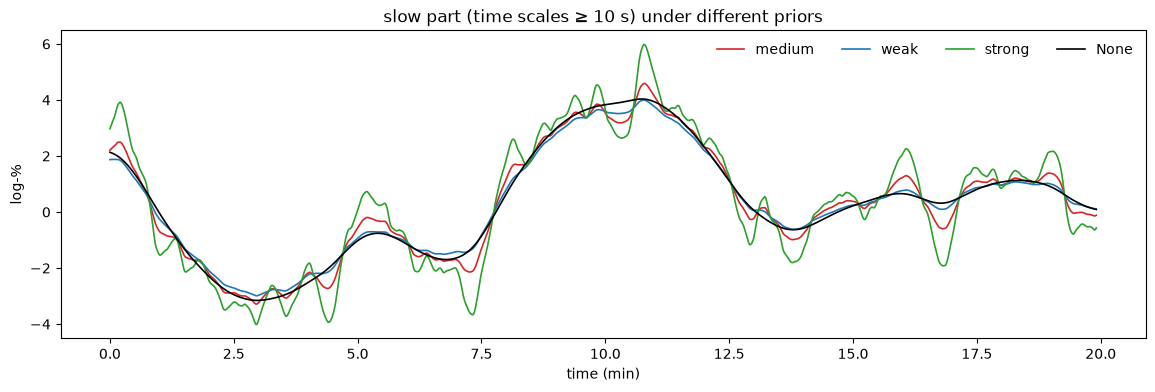 slow part (time scales ≥ 10 s) under different priors
medium
weak
strong
None
6
4
2
0
−2
−4
log-%
0.0
2.5
5.0
7.5
10.0
12.5
15.0
17.5
20.0
time (min)